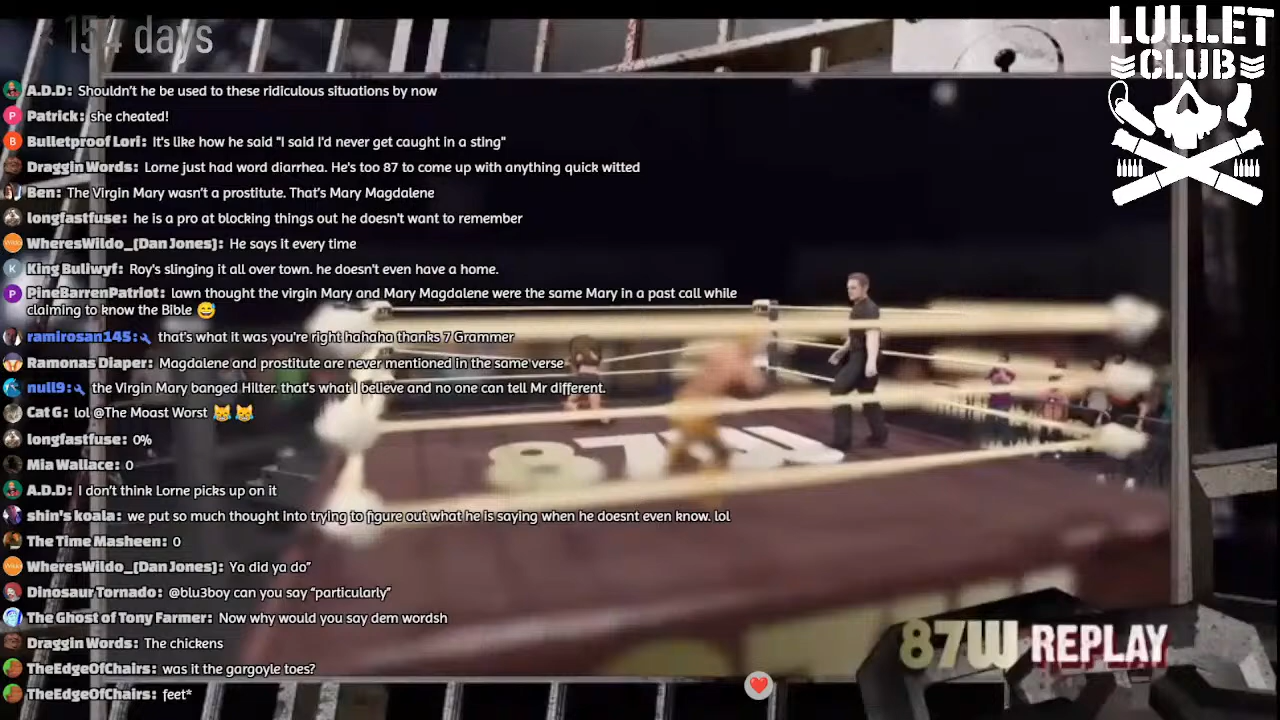 154 days
LULLET
CLUB
A.D.D: Shouldn't he be used to these ridiculous situations by now
Patrick: she cheated!
Bulletproof Lori: It's like how he said "I said I'd never get caught in a sting"
Draggin Words: Lorne just had word diarrhea. He's too 87 to come up with anything quick witted
Ben: The Virgin Mary wasn't a prostitute. That's Mary Magdalene
longfastfuse: he is a pro at blocking things out he doesn't want to remember
WheresWildo_(Dan Jones): He says it every time
King Bullwyf: Roy's slinging it all over town. he doesn't even have a home.
PineBarrenPatriot: lawn thought the virgin Mary and Mary Magdalene were the same Mary in a past call while
claiming to know the Bible 😅
ramirosan145: that's what it was you're right hahaha thanks 7 Grammer
Ramonas Diaper: Magdalene and prostitute are never mentioned in the same verse
null9: the Virgin Mary banged HIlter. that's what I believe and no one can tell Mr different.
Cat G: lol @The Moast Worst 😹 😹
longfastfuse: 0%
Mia Wallace: 0
A.D.D: I don't think Lorne picks up on it
shin's koala: we put so much thought into trying to figure out what he is saying when he doesnt even know. lol
The Time Masheen: 0
WheresWildo_(Dan Jones): Ya did ya do”
Dinosaur Tornado: @blu3boy can you say “particularly”
The Ghost of Tony Farmer: Now why would you say dem wordsh
Draggin Words: The chickens
TheEdgeOfChairs: was it the gargoyle toes?
TheEdgeOfChairs: feet*
87W
87W REPLAY